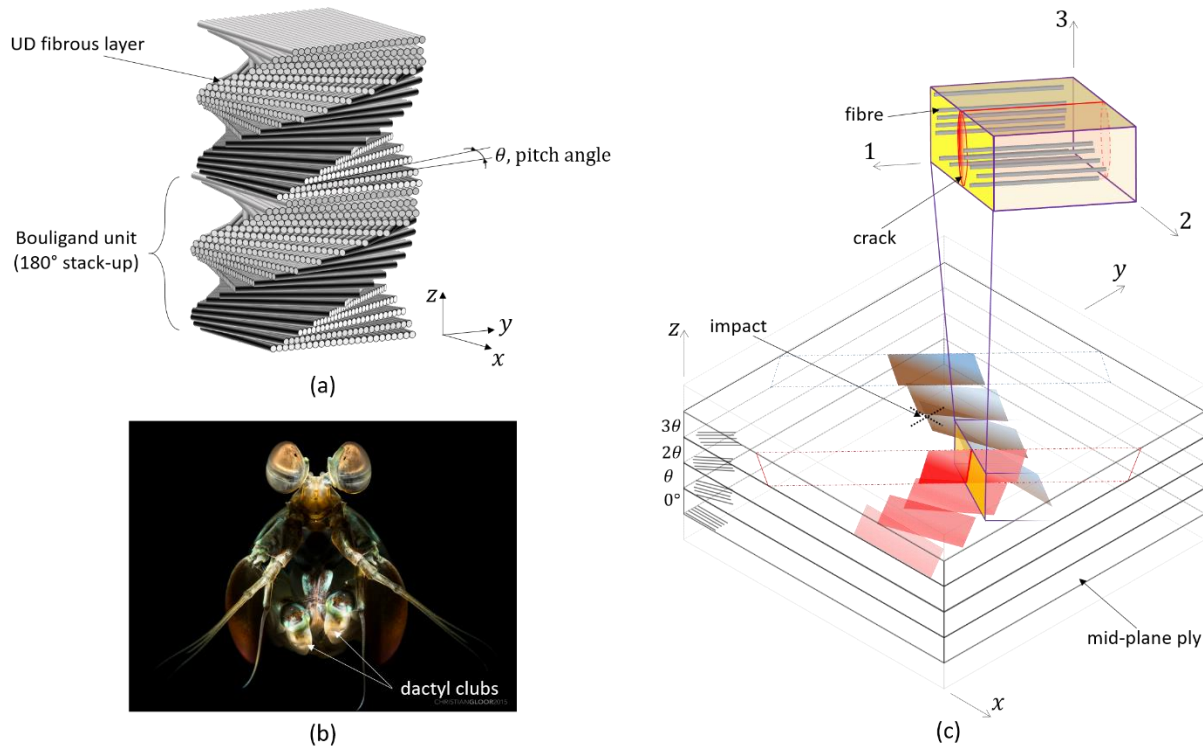 UD fibrous layer
θ, pitch angle
Bouligand unit
(180° stack-up)
z
y
x
(a)
dactyl clubs
CHRISTIANGLOOR2015
(b)
3
fibre
1
2
crack
y
impact
z
3θ
2θ
θ
0°
mid-plane ply
x
(c)